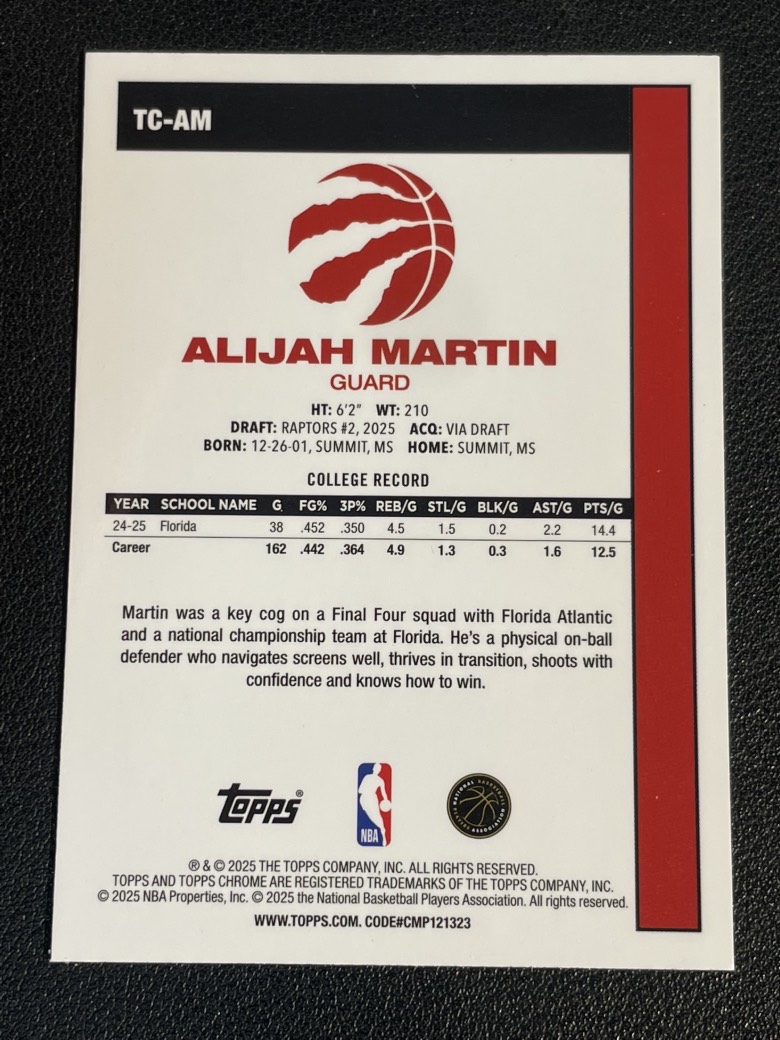 TC-AM
ALIJAH MARTIN
GUARD
HT: 6'2" WT: 210
DRAFT: RAPTORS #2, 2025 ACQ: VIA DRAFT
BORN: 12-26-01, SUMMIT, MS HOME: SUMMIT, MS
COLLEGE RECORD
YEAR SCHOOL NAME G FG% 3P% REB/G STL/G BLK/G AST/G PTS/G
24-25 Florida 38 .452 .350 4.5 1.5 0.2 2.2 14.4
Career 162 .442 .364 4.9 1.3 0.3 1.6 12.5
Martin was a key cog on a Final Four squad with Florida Atlantic
and a national championship team at Florida. He's a physical on-ball
defender who navigates screens well, thrives in transition, shoots with
confidence and knows how to win.
Topps®
NBA
NATIONAL BASKETBALL PLAYERS ASSOCIATION
® & © 2025 THE TOPPS COMPANY, INC. ALL RIGHTS RESERVED.
TOPPS AND TOPPS CHROME ARE REGISTERED TRADEMARKS OF THE TOPPS COMPANY, INC.
© 2025 NBA Properties, Inc. © 2025 the National Basketball Players Association. All rights reserved.
WWW.TOPPS.COM. CODE#CMP121323